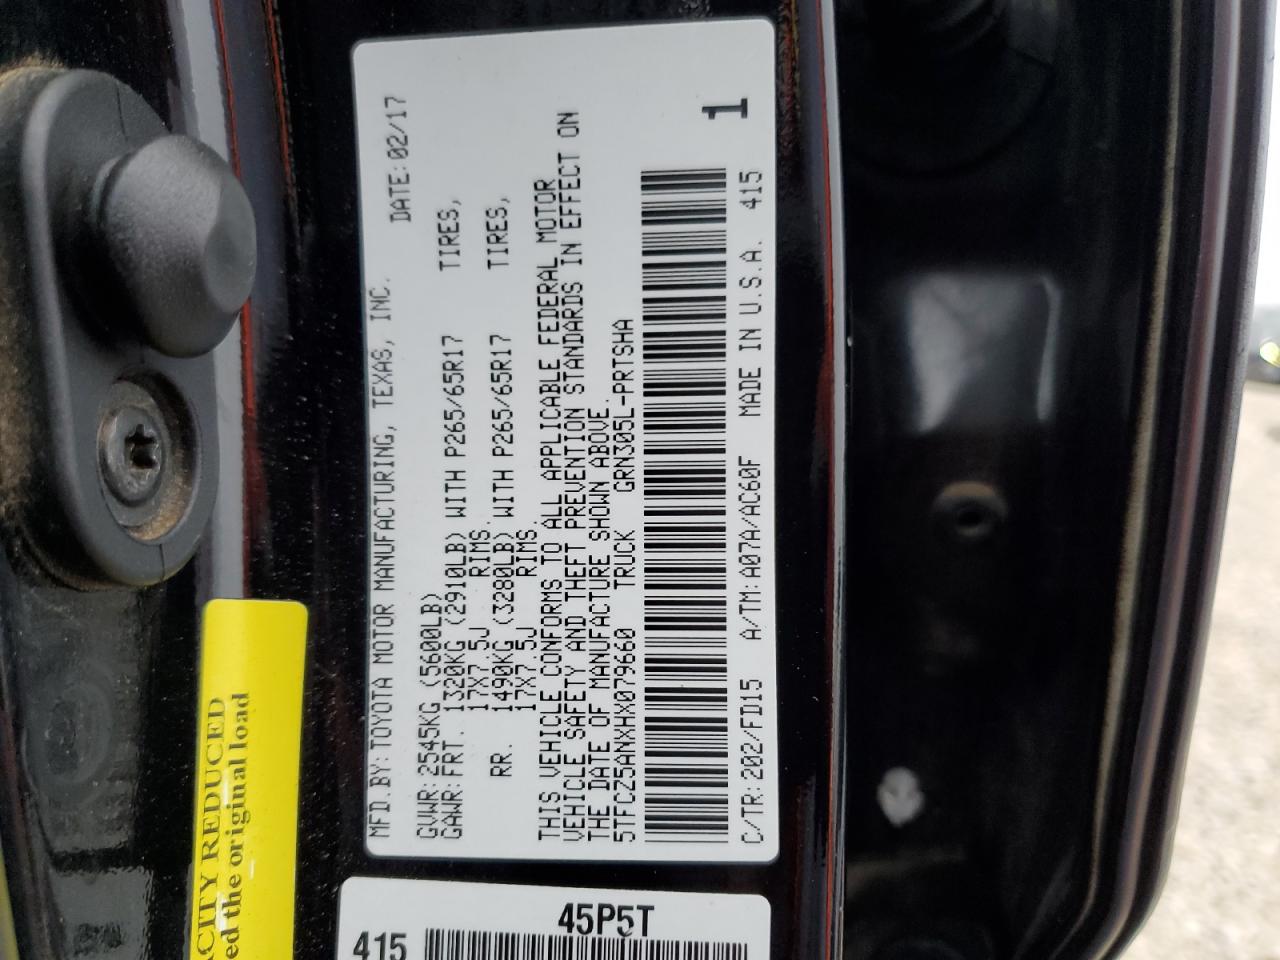 MFD.BY:TOYOTA MOTOR MANUFACTURING, TEXAS, INC. DATE:02/17
GVWR:2545KG (5600LB)
GAWR:FRT. 1320KG (2910LB) WITH P265/65R17 TIRES,
17X7.5J RIMS.
RR. 1490KG (3280LB) WITH P265/65R17 TIRES,
17X7.5J RIMS.
THIS VEHICLE CONFORMS TO ALL APPLICABLE FEDERAL MOTOR
VEHICLE SAFETY AND THEFT PREVENTION STANDARDS IN EFFECT ON
THE DATE OF MANUFACTURE SHOWN ABOVE.
5TFCZ5ANXHX079660 TRUCK GRN305L-PRTSHA
1
C/TR:202/FD15 A/TM:A07A/AC60F MADE IN U.S.A. 415
45P5T
415
ACITY REDUCED
ed the original load